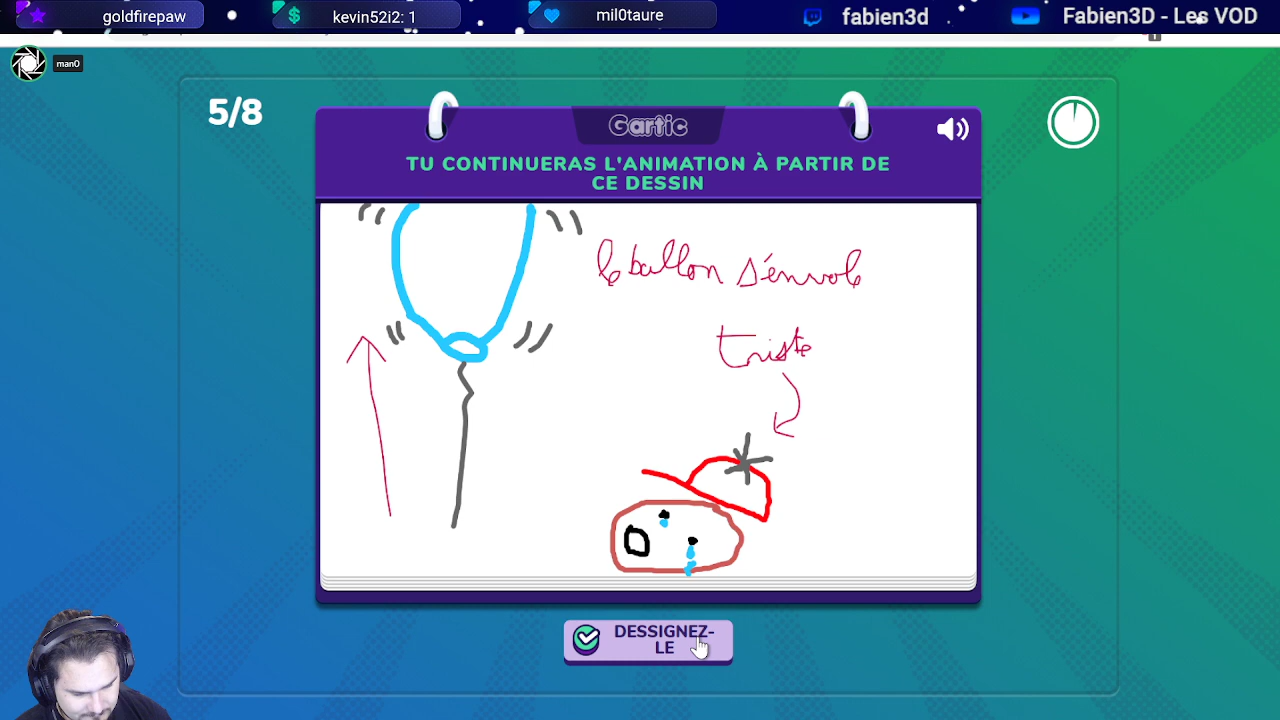 goldfirepaw
kevin52i2: 1
mil0taure
fabien3d
Fabien3D - Les VOD
man0
5/8
Gartic
TU CONTINUERAS L'ANIMATION À PARTIR DE
CE DESSIN
le ballon s'énvole
triste
DESSIGNEZ-
LE